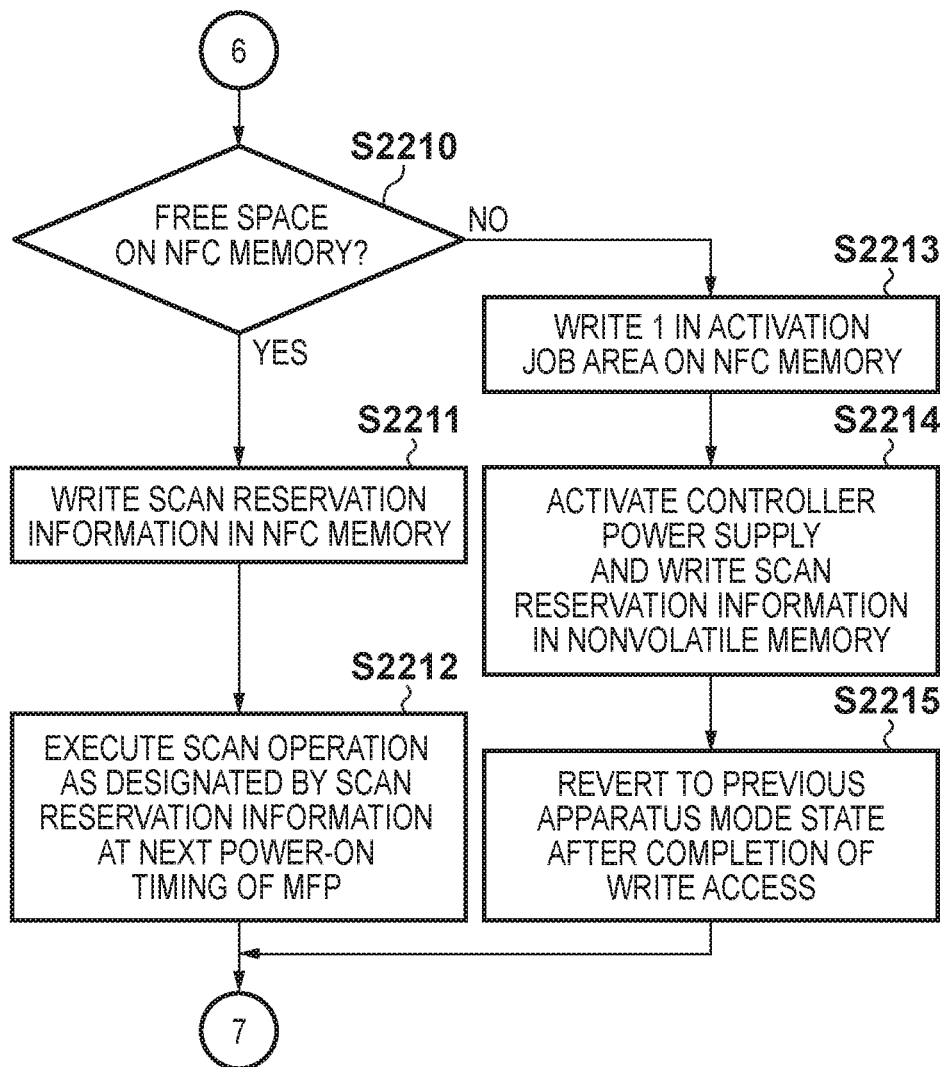 6
S2210
FREE SPACE
ON NFC MEMORY?
NO
YES
S2213
WRITE 1 IN ACTIVATION
JOB AREA ON NFC MEMORY
S2211
WRITE SCAN RESERVATION
INFORMATION IN NFC MEMORY
S2214
ACTIVATE CONTROLLER
POWER SUPPLY
AND WRITE SCAN
RESERVATION INFORMATION
IN NONVOLATILE MEMORY
S2212
EXECUTE SCAN OPERATION
AS DESIGNATED BY SCAN
RESERVATION INFORMATION
AT NEXT POWER-ON
TIMING OF MFP
S2215
REVERT TO PREVIOUS
APPARATUS MODE STATE
AFTER COMPLETION OF
WRITE ACCESS
7